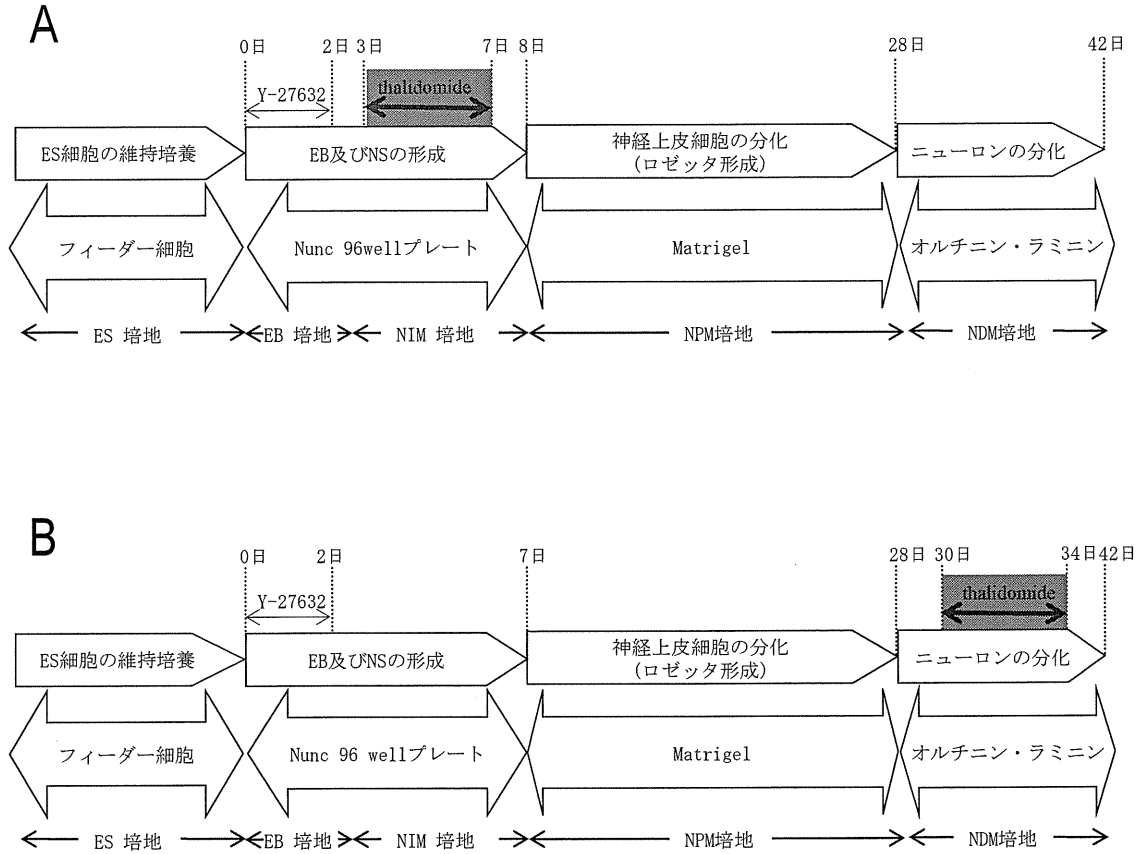 A
0日 2日 3日 7日 8日 28日 42日
Y-27632 thalidomide
ES細胞の維持培養 EB及びNSの形成 神経上皮細胞の分化 ニューロンの分化
(ロゼッタ形成)
フィーダー細胞 Nunc 96wellプレート Matrigel オルチニン・ラミニン
ES 培地 EB 培地 NIM 培地 NPM培地 NDM培地
B
0日 2日 7日 28日 30日 34日 42日
Y-27632 thalidomide
ES細胞の維持培養 EB及びNSの形成 神経上皮細胞の分化 ニューロンの分化
(ロゼッタ形成)
フィーダー細胞 Nunc 96 wellプレート Matrigel オルチニン・ラミニン
ES 培地 EB 培地 NIM 培地 NPM培地 NDM培地